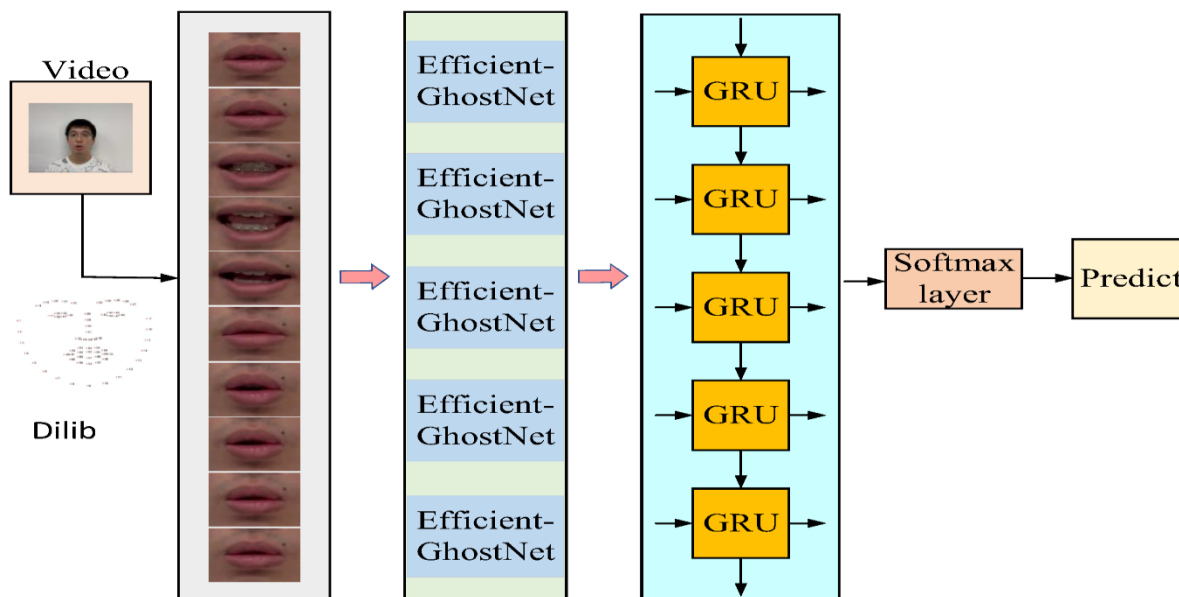 Video
Dilib
Efficient-
GhostNet
Efficient-
GhostNet
Efficient-
GhostNet
Efficient-
GhostNet
Efficient-
GhostNet
GRU
GRU
GRU
GRU
GRU
Softmax
layer
Predict